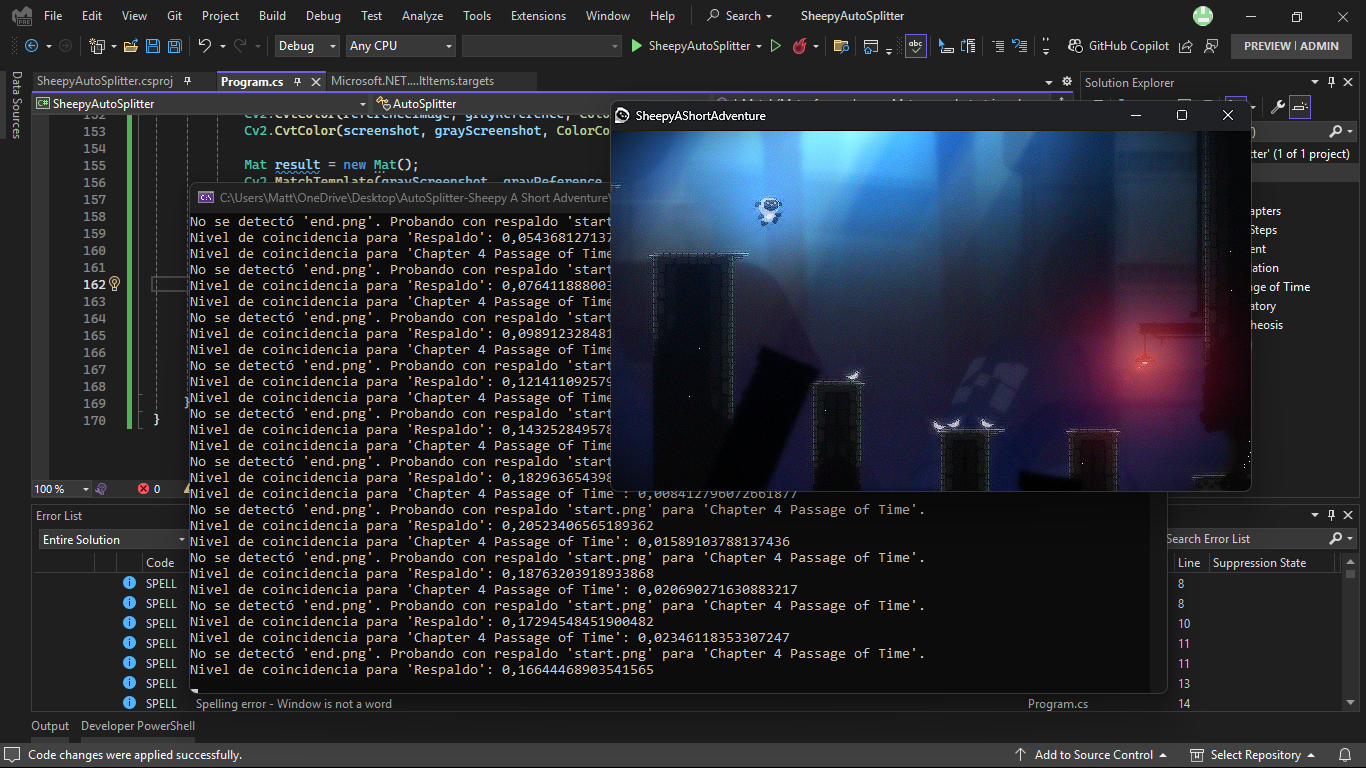 File Edit View Git Project Build Debug Test Analyze Tools Extensions Window Help Search SheepyAutoSplitter
Debug Any CPU SheepyAutoSplitter GitHub Copilot PREVIEW | ADMIN
Data Sources
SheepyAutoSplitter.csproj Program.cs Microsoft.NET....ltItems.targets
SheepyAutoSplitter AutoSplitter
Solution Explorer
SheepyAShortAdventure
153 Cv2.CvtColor(screenshot, grayScreenshot, ColorCo
154
155 Mat result = new Mat();
156 Cv2.MatchTemplate(grayScreenshot, grayReference
157
158
159
160
161
162
163
164
165
166
167
168
169 }
170 }
ter' (1 of 1 project)
apters
Steps
ent
ation
ge of Time
atory
heosis
C:\Users\Matt\OneDrive\Desktop\AutoSplitter-Sheepy A Short Adventure\
No se detectó 'end.png'. Probando con respaldo 'start
Nivel de coincidencia para 'Respaldo': 0,054368127137
Nivel de coincidencia para 'Chapter 4 Passage of Time
No se detectó 'end.png'. Probando con respaldo 'start
Nivel de coincidencia para 'Respaldo': 0,076411888003
Nivel de coincidencia para 'Chapter 4 Passage of Time
No se detectó 'end.png'. Probando con respaldo 'start
Nivel de coincidencia para 'Respaldo': 0,098912328481
Nivel de coincidencia para 'Chapter 4 Passage of Time
No se detectó 'end.png'. Probando con respaldo 'start
Nivel de coincidencia para 'Respaldo': 0,121411092579
Nivel de coincidencia para 'Chapter 4 Passage of Time
No se detectó 'end.png'. Probando con respaldo 'start
Nivel de coincidencia para 'Respaldo': 0,143252849578
Nivel de coincidencia para 'Chapter 4 Passage of Time
No se detectó 'end.png'. Probando con respaldo 'start
Nivel de coincidencia para 'Respaldo': 0,182963654398
Nivel de coincidencia para 'Chapter 4 Passage of Time': 0,008412796072661877
No se detectó 'end.png'. Probando con respaldo 'start.png' para 'Chapter 4 Passage of Time'.
Nivel de coincidencia para 'Respaldo': 0,20523406565189362
Nivel de coincidencia para 'Chapter 4 Passage of Time': 0,01589103788137436
No se detectó 'end.png'. Probando con respaldo 'start.png' para 'Chapter 4 Passage of Time'.
Nivel de coincidencia para 'Respaldo': 0,18763203918933868
Nivel de coincidencia para 'Chapter 4 Passage of Time': 0,020690271630883217
No se detectó 'end.png'. Probando con respaldo 'start.png' para 'Chapter 4 Passage of Time'.
Nivel de coincidencia para 'Respaldo': 0,17294548451900482
Nivel de coincidencia para 'Chapter 4 Passage of Time': 0,02346118353307247
No se detectó 'end.png'. Probando con respaldo 'start.png' para 'Chapter 4 Passage of Time'.
Nivel de coincidencia para 'Respaldo': 0,16644468903541565
100 % 0
Error List
Entire Solution
Search Error List
Code
Line Suppression State
SPELL 8
SPELL 8
SPELL 10
SPELL 11
SPELL 11
SPELL 13
SPELL Spelling error - Window is not a word Program.cs 14
Output Developer PowerShell
Code changes were applied successfully. Add to Source Control Select Repository